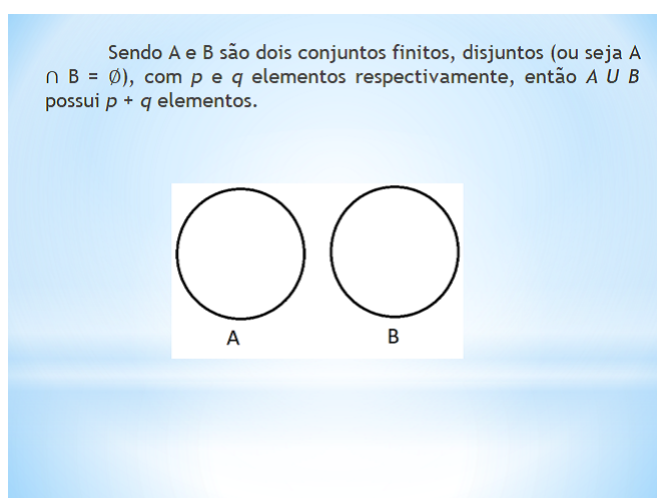 Sendo A e B são dois conjuntos finitos, disjuntos (ou seja A
∩ B = Ø), com p e q elementos respectivamente, então A U B
possui p + q elementos.
A
B